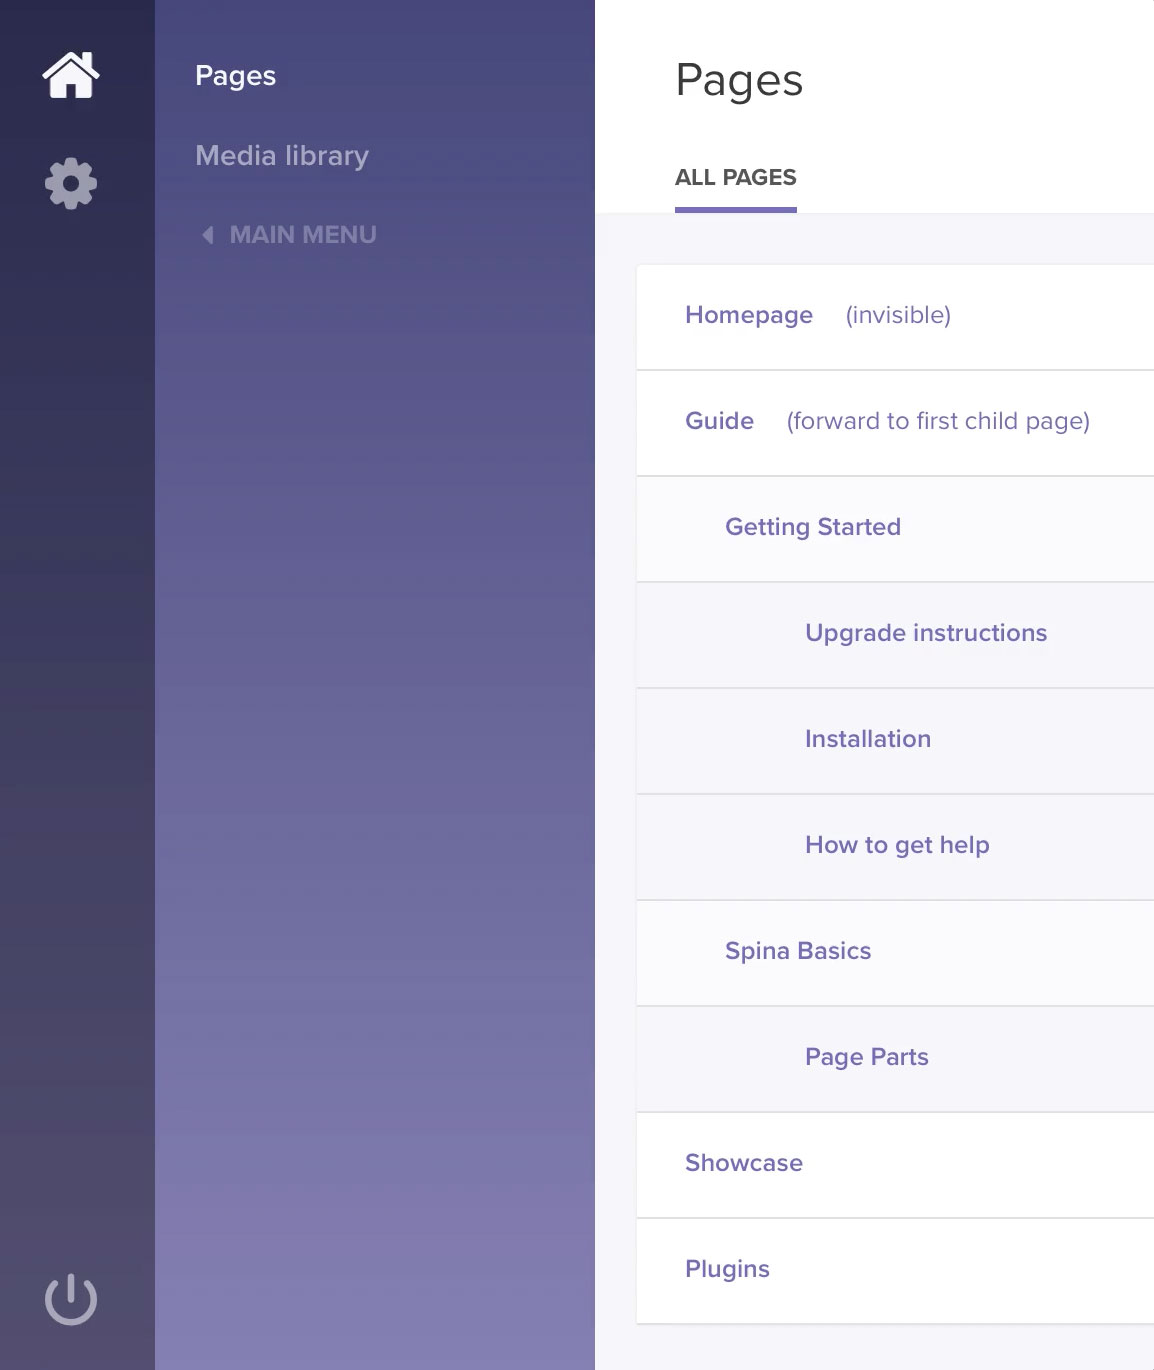 Pages
Media library
MAIN MENU
Pages
ALL PAGES
Homepage (invisible)
Guide (forward to first child page)
Getting Started
Upgrade instructions
Installation
How to get help
Spina Basics
Page Parts
Showcase
Plugins